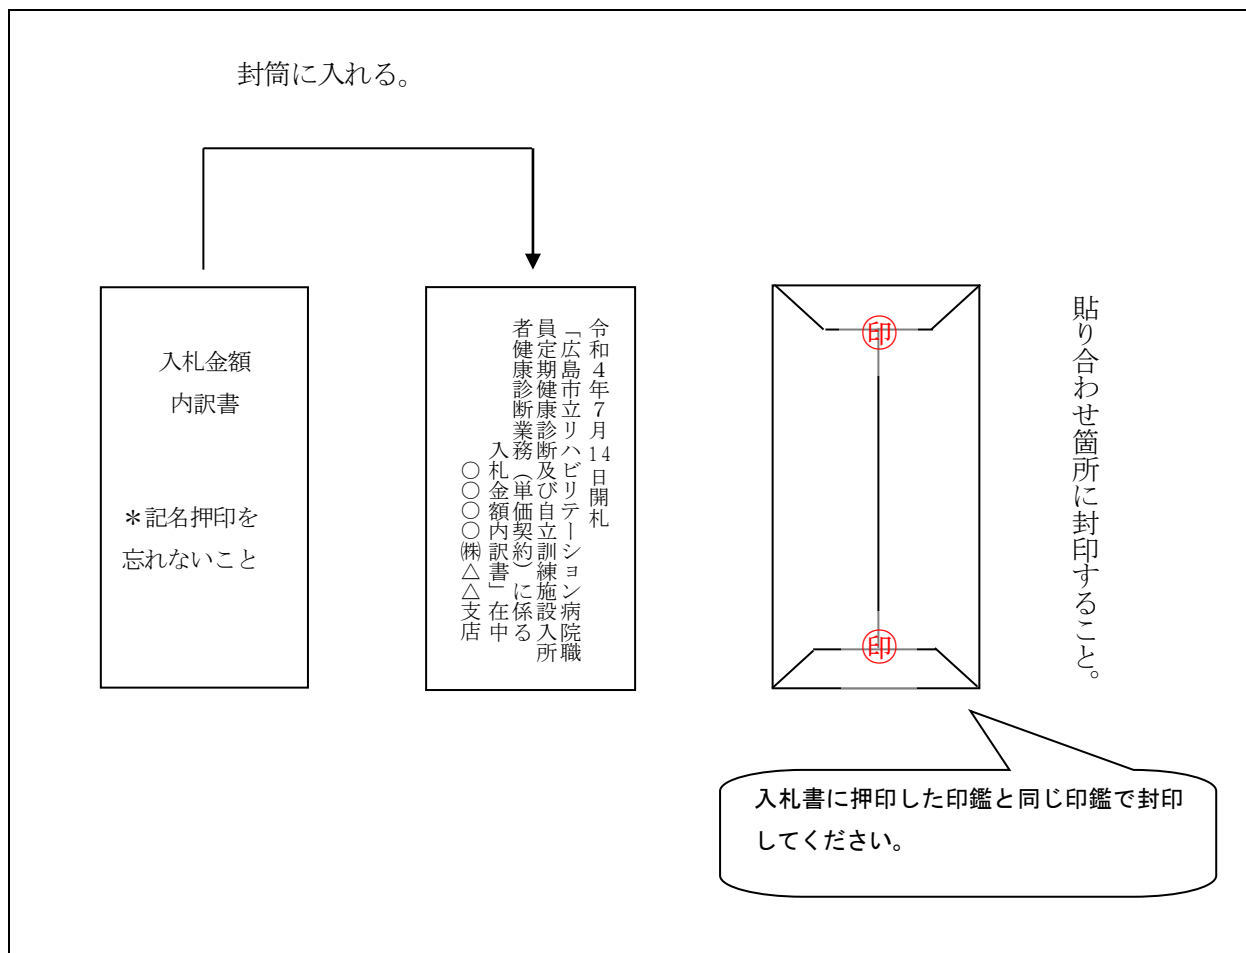 封筒に入れる。
入札金額
内訳書
＊記名押印を
忘れないこと
令和４年７月14日開札
「広島市立リハビリテーション病院職
員定期健康診断及び自立訓練施設入所
者健康診断業務（単価契約）に係る
入札金額内訳書」在中
○○○○㈱△△支店
印
印
貼り合わせ箇所に封印すること。
入札書に押印した印鑑と同じ印鑑で封印
してください。